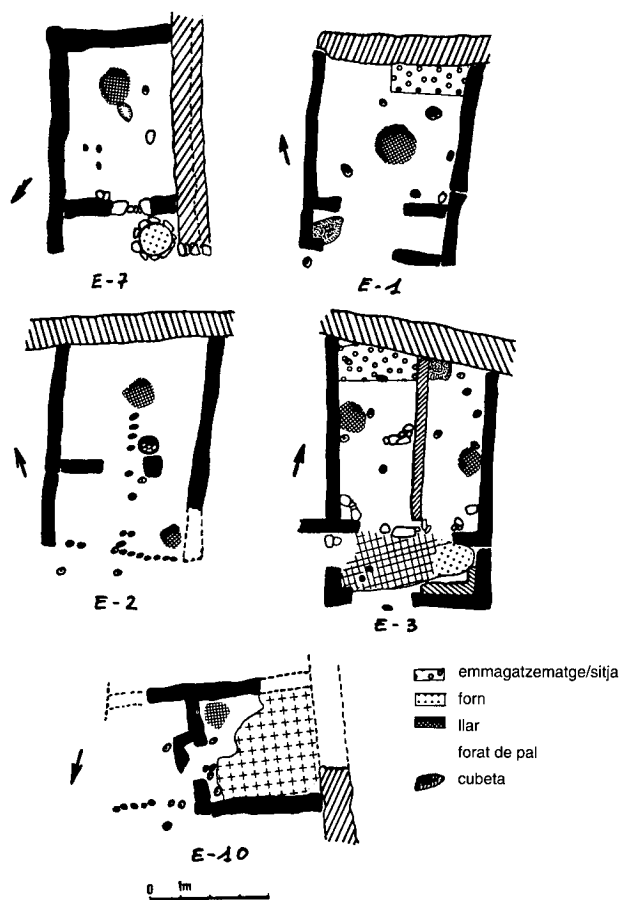 E-7
E-1
E-2
E-3
emmagatzematge/sitja
forn
llar
forat de pal
cubeta
E-10
0 1m